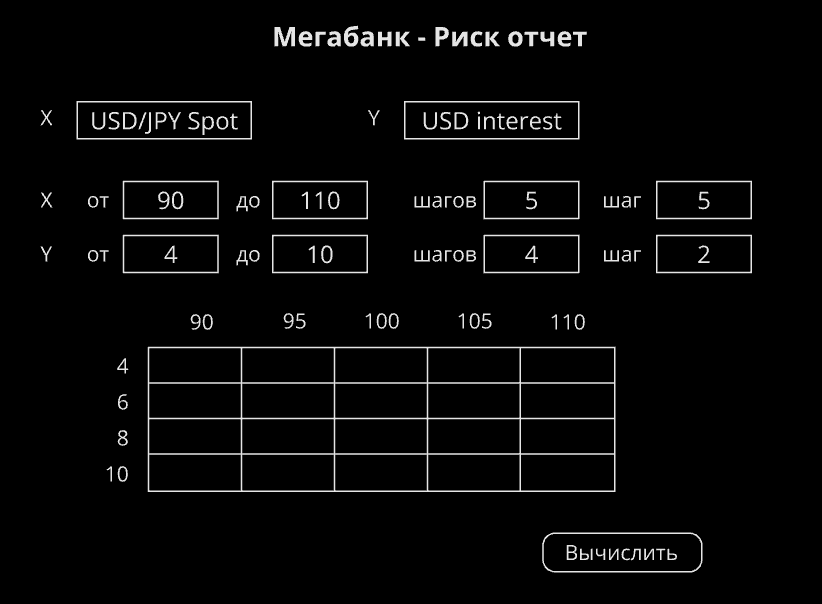 Мегабанк - Риск отчет
X USD/JPY Spot Y USD interest
X от 90 до 110 шагов 5 шаг 5
Y от 4 до 10 шагов 4 шаг 2
90 95 100 105 110
4
6
8
10
Вычислить